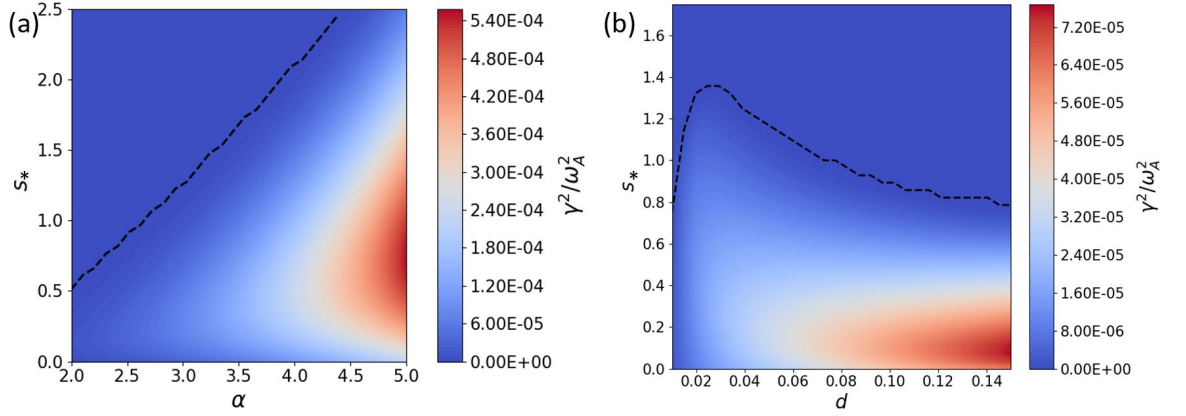 (a)
2.5
2.0
1.5
1.0
0.5
0.0
s*
2.0 2.5 3.0 3.5 4.0 4.5 5.0
α
5.40E-04
4.80E-04
4.20E-04
3.60E-04
3.00E-04
2.40E-04
1.80E-04
1.20E-04
6.00E-05
0.00E+00
γ²/ω_A²
(b)
1.6
1.4
1.2
1.0
0.8
0.6
0.4
0.2
0.0
s*
0.02 0.04 0.06 0.08 0.10 0.12 0.14
d
7.20E-05
6.40E-05
5.60E-05
4.80E-05
4.00E-05
3.20E-05
2.40E-05
1.60E-05
8.00E-06
0.00E+00
γ²/ω_A²